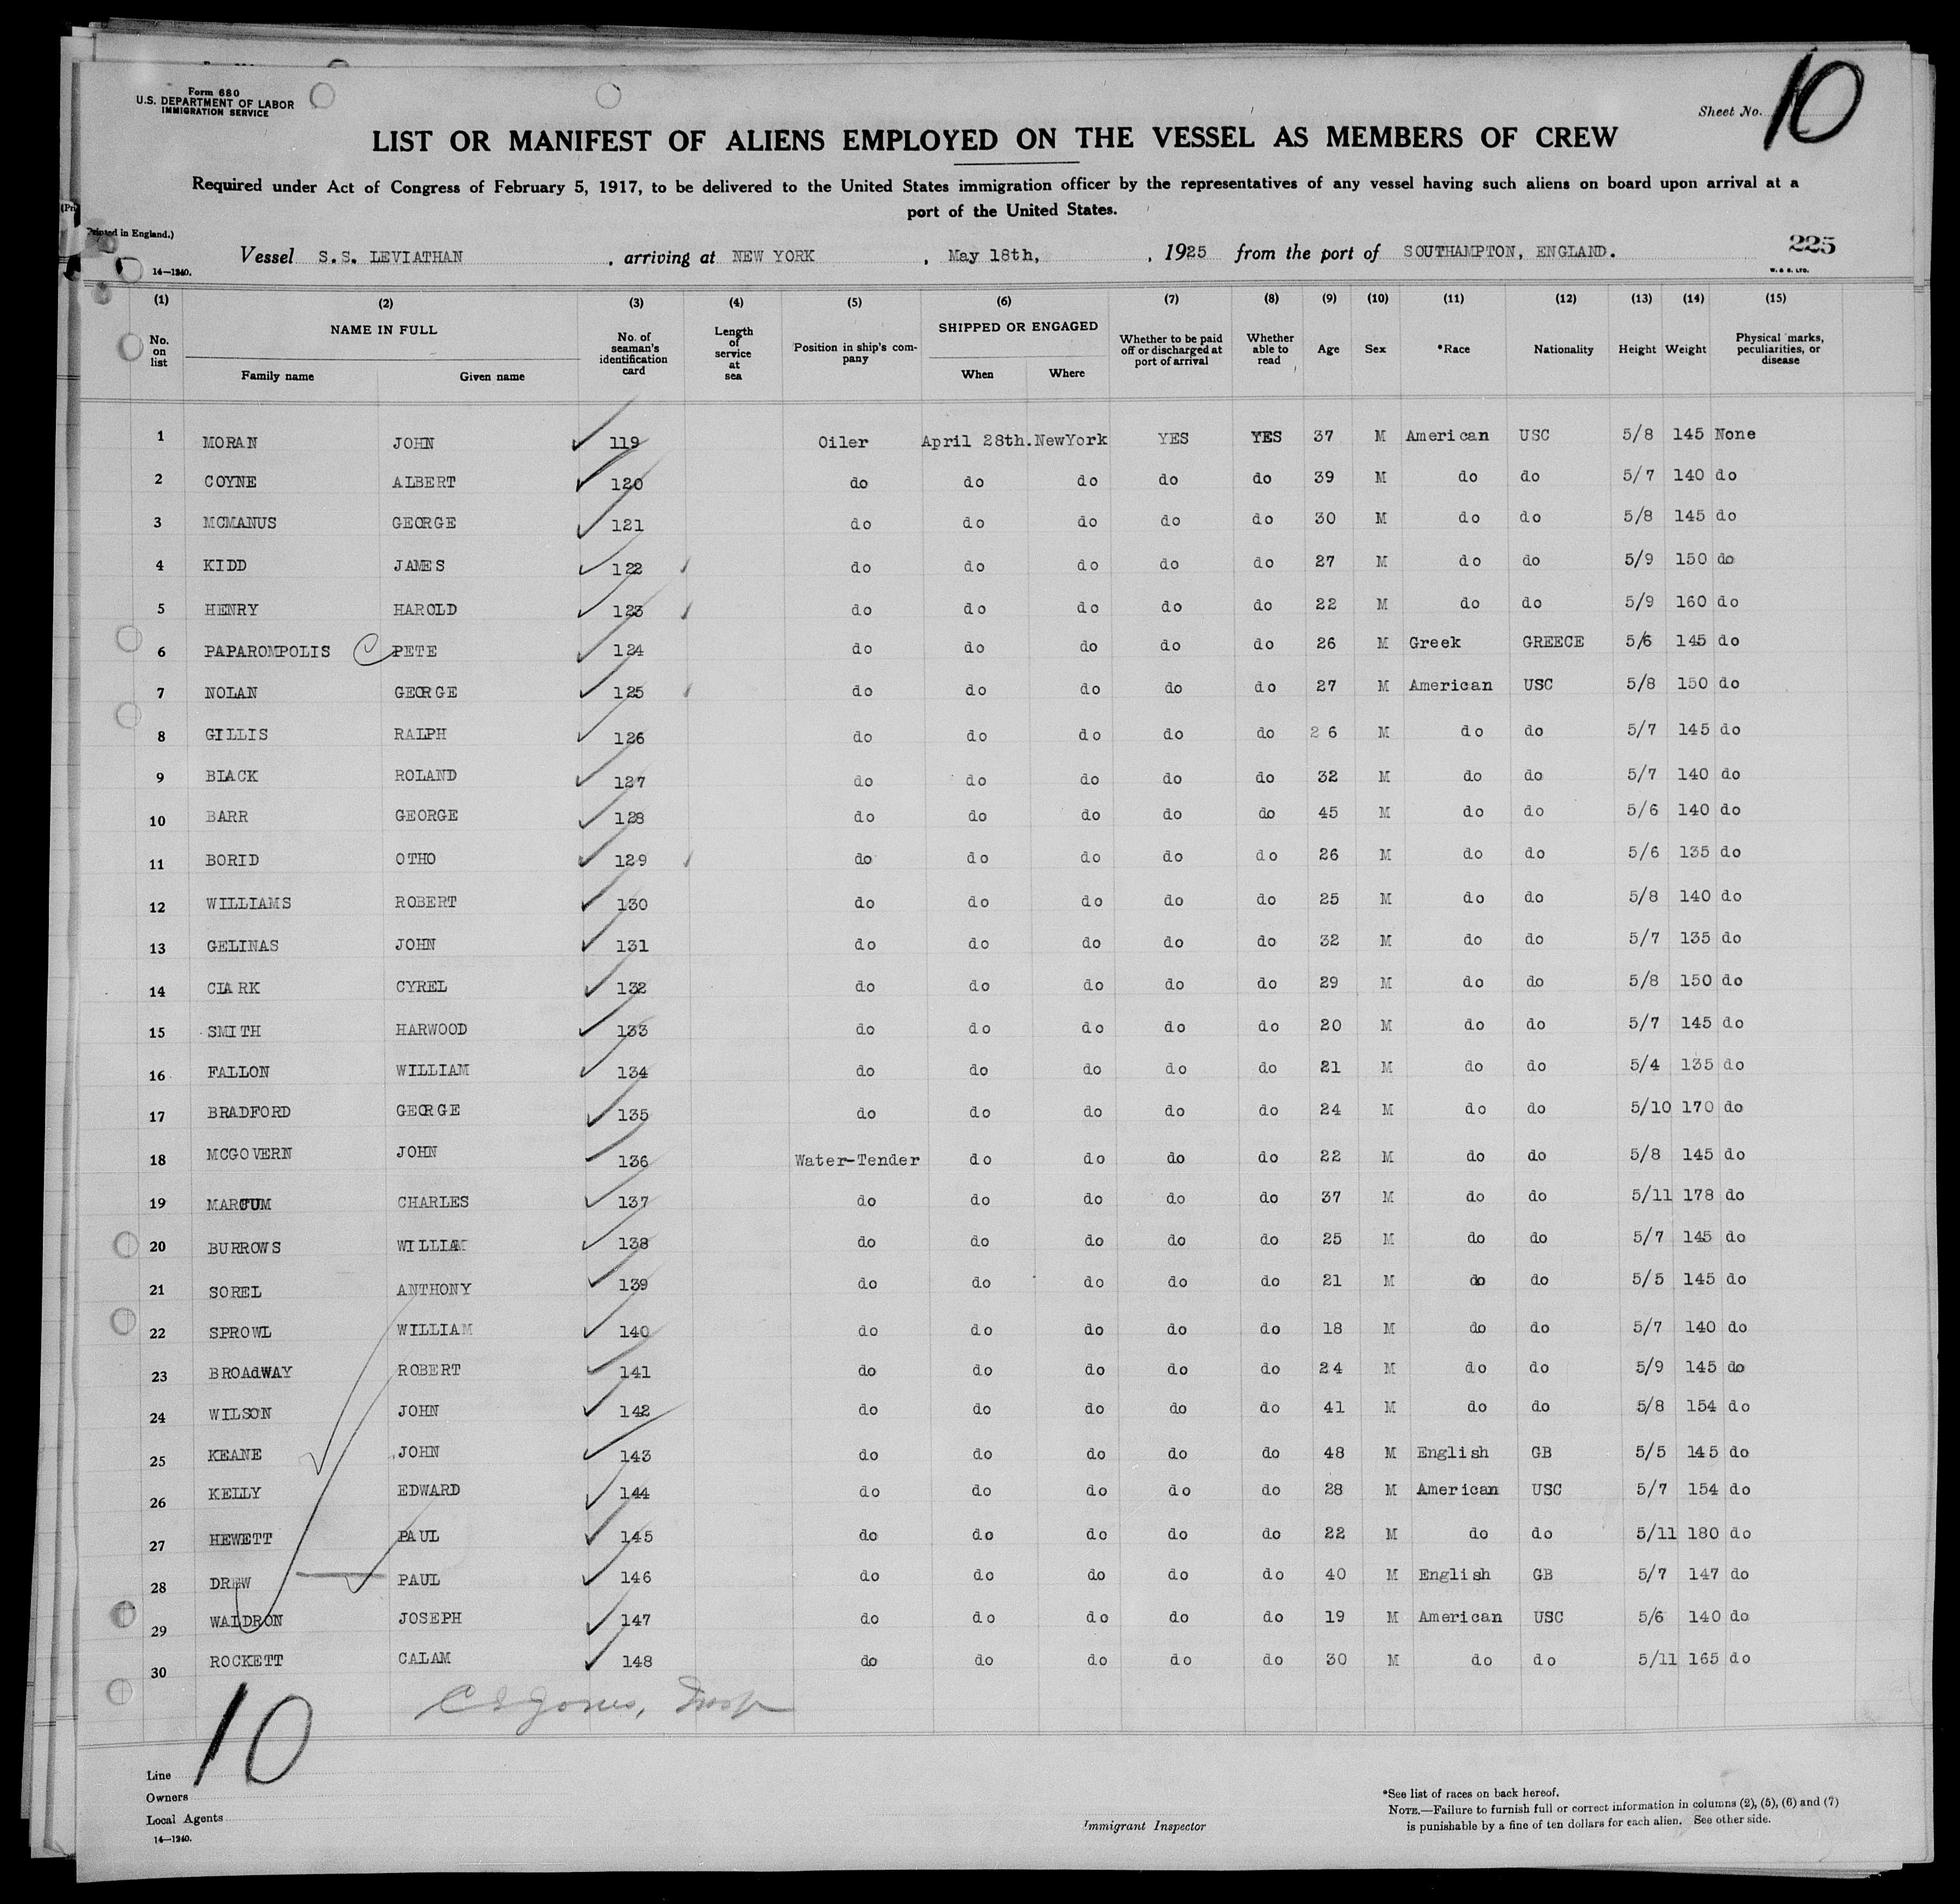 Form 680
U.S. DEPARTMENT OF LABOR
IMMIGRATION SERVICE
Sheet No. 10
LIST OR MANIFEST OF ALIENS EMPLOYED ON THE VESSEL AS MEMBERS OF CREW
Required under Act of Congress of February 5, 1917, to be delivered to the United States immigration officer by the representatives of any vessel having such aliens on board upon arrival at a
port of the United States.
Printed in England.)
Vessel S.S. LEVIATHAN, arriving at NEW YORK, May 18th, , 1925 from the port of SOUTHAMPTON, ENGLAND. 225
14—1240. W. & S. LTD.
(1) (2) (3) (4) (5) (6) (7) (8) (9) (10) (11) (12) (13) (14) (15)
No. on list NAME IN FULL Family name Given name No. of seaman's identification card Length of service at sea Position in ship's company SHIPPED OR ENGAGED When Where Whether to be paid off or discharged at port of arrival Whether able to read Age Sex *Race Nationality Height Weight Physical marks, peculiarities, or disease
1 MORAN JOHN 119 Oiler April 28th. NewYork YES YES 37 M American USC 5/8 145 None
2 COYNE ALBERT 120 do do do do do 39 M do do 5/7 140 do
3 MCMANUS GEORGE 121 do do do do do 30 M do do 5/8 145 do
4 KIDD JAMES 122 do do do do do 27 M do do 5/9 150 do
5 HENRY HAROLD 123 do do do do do 22 M do do 5/9 160 do
6 PAPAROMPOLIS PETE 124 do do do do do 26 M Greek GREECE 5/6 145 do
7 NOLAN GEORGE 125 do do do do do 27 M American USC 5/8 150 do
8 GILLIS RALPH 126 do do do do do 26 M do do 5/7 145 do
9 BLACK ROLAND 127 do do do do do 32 M do do 5/7 140 do
10 BARR GEORGE 128 do do do do do 45 M do do 5/6 140 do
11 BORID OTHO 129 do do do do do 26 M do do 5/6 135 do
12 WILLIAMS ROBERT 130 do do do do do 25 M do do 5/8 140 do
13 GELINAS JOHN 131 do do do do do 32 M do do 5/7 135 do
14 CLARK CYREL 132 do do do do do 29 M do do 5/8 150 do
15 SMITH HARWOOD 133 do do do do do 20 M do do 5/7 145 do
16 FALLON WILLIAM 134 do do do do do 21 M do do 5/4 135 do
17 BRADFORD GEORGE 135 do do do do do 24 M do do 5/10 170 do
18 MCGOVERN JOHN 136 Water-Tender do do do do 22 M do do 5/8 145 do
19 CHARLES 137 do do do do do 37 M do do 5/11 178 do
20 BURROWS WILLIAM 138 do do do do do 25 M do do 5/7 145 do
21 SOREL ANTHONY 139 do do do do do 21 M do do 5/5 145 do
22 SPROWL WILLIAM 140 do do do do do 18 M do do 5/7 140 do
23 BROAdWAY ROBERT 141 do do do do do 24 M do do 5/9 145 do
24 WILSON JOHN 142 do do do do do 41 M do do 5/8 154 do
25 KEANE JOHN 143 do do do do do 48 M English GB 5/5 145 do
26 KELLY EDWARD 144 do do do do do 28 M American USC 5/7 154 do
27 HEWETT PAUL 145 do do do do do 22 M do do 5/11 180 do
28 DREW PAUL 146 do do do do do 40 M English GB 5/7 147 do
29 WALDRON JOSEPH 147 do do do do do 19 M American USC 5/6 140 do
30 ROCKETT CALAM 148 do do do do do 30 M do do 5/11 165 do
Jones, Insp
10
Line
Owners
Local Agents
14—1240.
Immigrant Inspector
*See list of races on back hereof.
NOTE.—Failure to furnish full or correct information in columns (2), (5), (6) and (7)
is punishable by a fine of ten dollars for each alien. See other side.